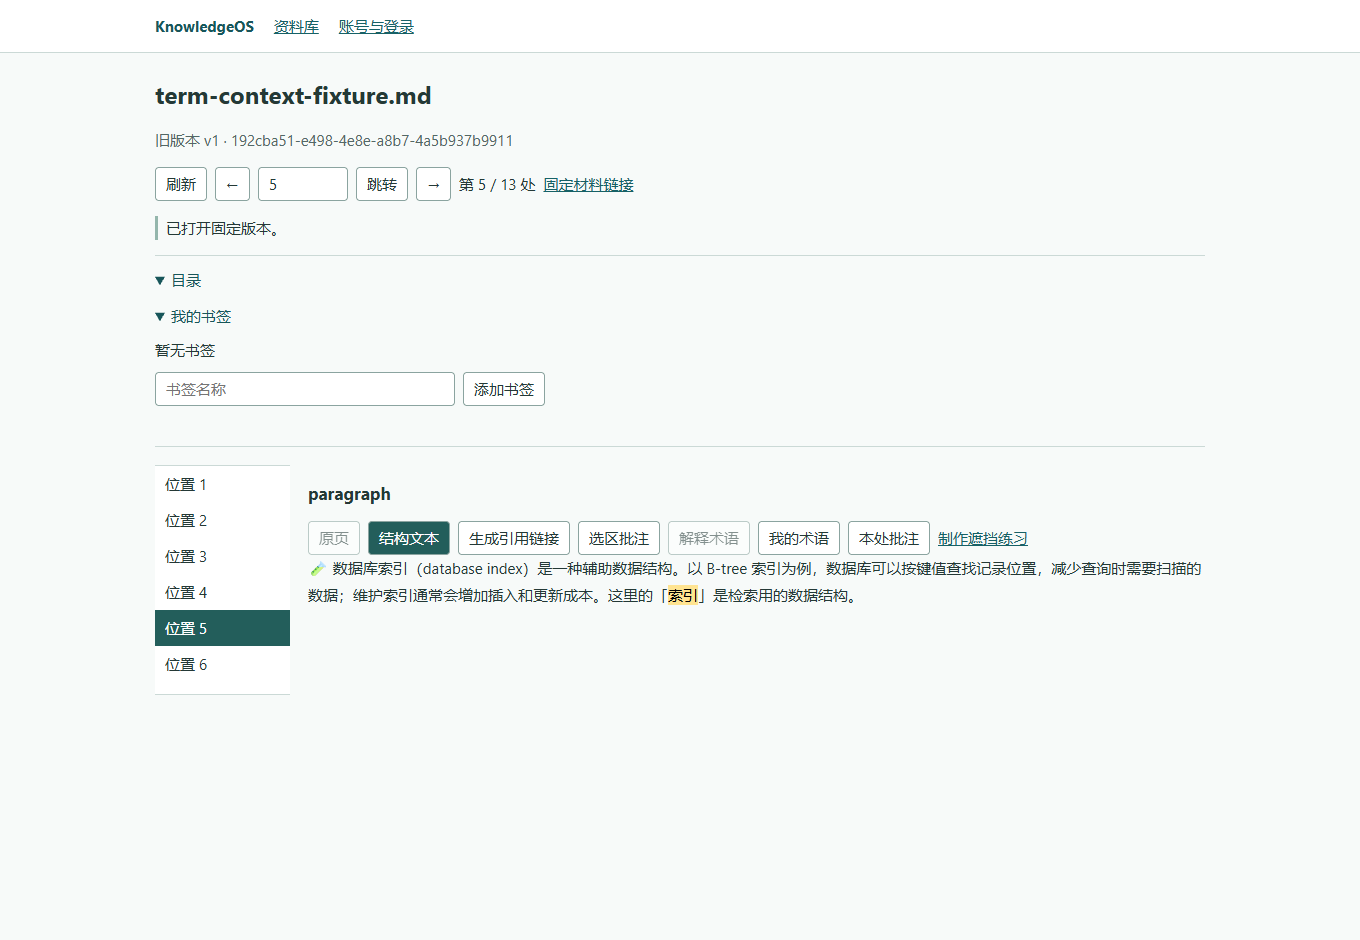 KnowledgeOS 资料库 账号与登录
term-context-fixture.md
旧版本 v1 · 192cba51-e498-4e8e-a8b7-4a5b937b9911
刷新 ← 5 跳转 → 第 5 / 13 处 固定材料链接
已打开固定版本。
▼ 目录
▼ 我的书签
暂无书签
书签名称 添加书签
位置 1
位置 2
位置 3
位置 4
位置 5
位置 6
paragraph
原页 结构文本 生成引用链接 选区批注 解释术语 我的术语 本处批注 制作遮挡练习
🧪 数据库索引（database index）是一种辅助数据结构。以 B-tree 索引为例，数据库可以按键值查找记录位置，减少查询时需要扫描的
数据；维护索引通常会增加插入和更新成本。这里的「索引」是检索用的数据结构。